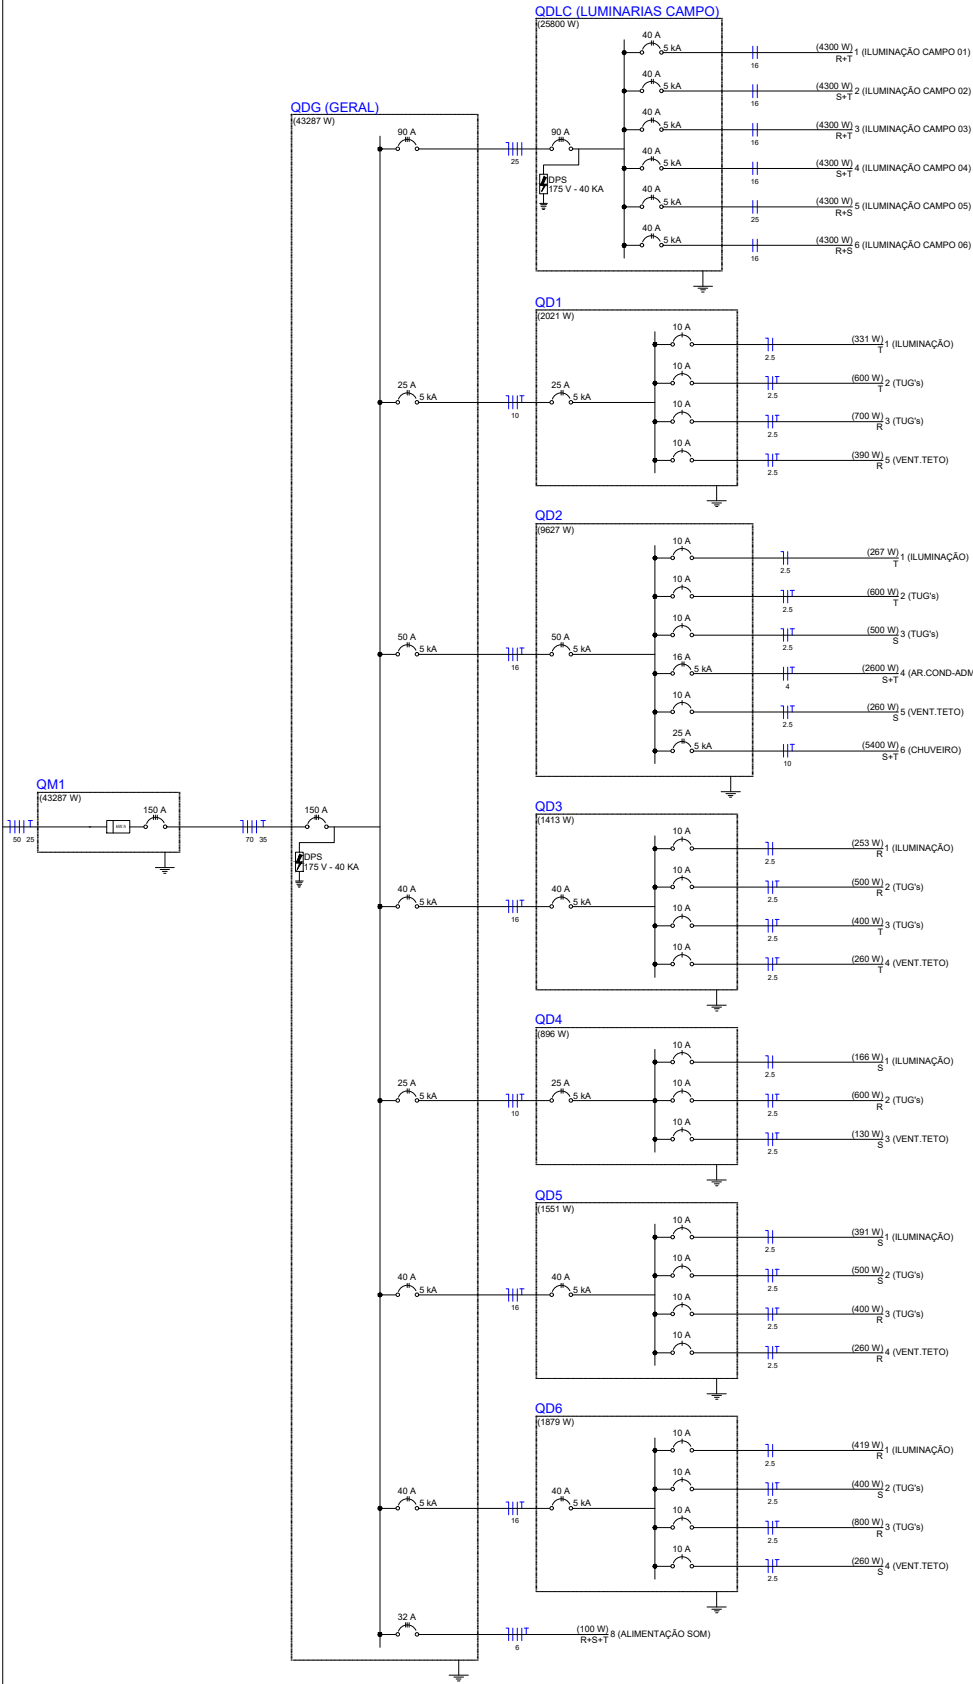 QDLC (LUMINARIAS CAMPO)
(25800 W)
90 A
DPS
175 V - 40 KA
40 A
5 kA
16
(4300 W)
R+T
1 (ILUMINAÇÃO CAMPO 01)
40 A
5 kA
16
(4300 W)
S+T
2 (ILUMINAÇÃO CAMPO 02)
40 A
5 kA
16
(4300 W)
R+T
3 (ILUMINAÇÃO CAMPO 03)
40 A
5 kA
16
(4300 W)
S+T
4 (ILUMINAÇÃO CAMPO 04)
40 A
5 kA
25
(4300 W)
R+S
5 (ILUMINAÇÃO CAMPO 05)
40 A
5 kA
16
(4300 W)
R+S
6 (ILUMINAÇÃO CAMPO 06)
QDG (GERAL)
(43287 W)
90 A
25
25 A
5 kA
10
50 A
5 kA
16
150 A
DPS
175 V - 40 KA
40 A
5 kA
16
25 A
5 kA
10
40 A
5 kA
16
40 A
5 kA
16
32 A
6
(100 W)
R+S+T
8 (ALIMENTAÇÃO SOM)
QD1
(2021 W)
25 A
5 kA
10 A
2.5
(331 W)
T
1 (ILUMINAÇÃO)
10 A
2.5
(600 W)
T
2 (TUG's)
10 A
2.5
(700 W)
R
3 (TUG's)
10 A
2.5
(390 W)
R
5 (VENT.TETO)
QD2
(9627 W)
50 A
5 kA
10 A
2.5
(267 W)
T
1 (ILUMINAÇÃO)
10 A
2.5
(600 W)
T
2 (TUG's)
10 A
2.5
(500 W)
S
3 (TUG's)
16 A
5 kA
4
(2600 W)
S+T
4 (AR.COND-ADM
10 A
2.5
(260 W)
S
5 (VENT.TETO)
25 A
5 kA
10
(5400 W)
S+T
6 (CHUVEIRO)
QM1
(43287 W)
150 A
50 25
70 35
QD3
(1413 W)
40 A
5 kA
10 A
2.5
(253 W)
R
1 (ILUMINAÇÃO)
10 A
2.5
(500 W)
R
2 (TUG's)
10 A
2.5
(400 W)
T
3 (TUG's)
10 A
2.5
(260 W)
T
4 (VENT.TETO)
QD4
(896 W)
25 A
5 kA
10 A
2.5
(166 W)
S
1 (ILUMINAÇÃO)
10 A
2.5
(600 W)
R
2 (TUG's)
10 A
2.5
(130 W)
S
3 (VENT.TETO)
QD5
(1551 W)
40 A
5 kA
10 A
2.5
(391 W)
S
1 (ILUMINAÇÃO)
10 A
2.5
(500 W)
S
2 (TUG's)
10 A
2.5
(400 W)
R
3 (TUG's)
10 A
2.5
(260 W)
R
4 (VENT.TETO)
QD6
(1879 W)
40 A
5 kA
10 A
2.5
(419 W)
R
1 (ILUMINAÇÃO)
10 A
2.5
(400 W)
S
2 (TUG's)
10 A
2.5
(800 W)
R
3 (TUG's)
10 A
2.5
(260 W)
S
4 (VENT.TETO)